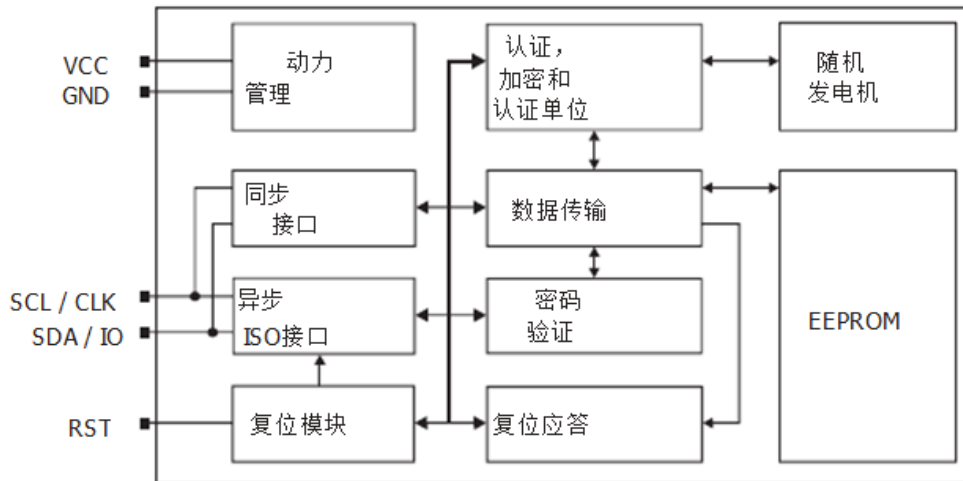 VCC
GND
动力
管理
认证，
加密和
认证单位
随机
发电机
同步
接口
数据传输
SCL / CLK
SDA / IO
异步
ISO接口
密码
验证
EEPROM
RST
复位模块
复位应答